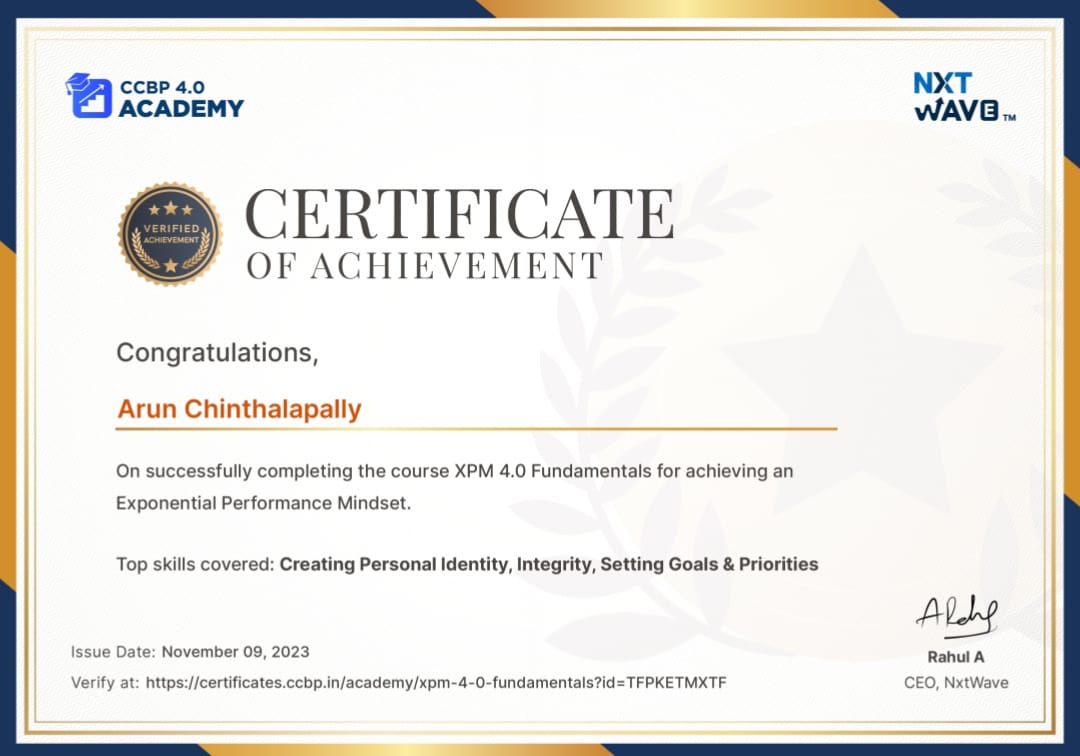 CCBP 4.0
ACADEMY
NXT
WAVE TM
VERIFIED
ACHIEVEMENT
CERTIFICATE
OF ACHIEVEMENT
Congratulations,
Arun Chinthalapally
On successfully completing the course XPM 4.0 Fundamentals for achieving an
Exponential Performance Mindset.
Top skills covered: Creating Personal Identity, Integrity, Setting Goals & Priorities
Issue Date: November 09, 2023
Verify at: https://certificates.ccbp.in/academy/xpm-4-0-fundamentals?id=TFPKETMXTF
Rahul A
CEO, NxtWave